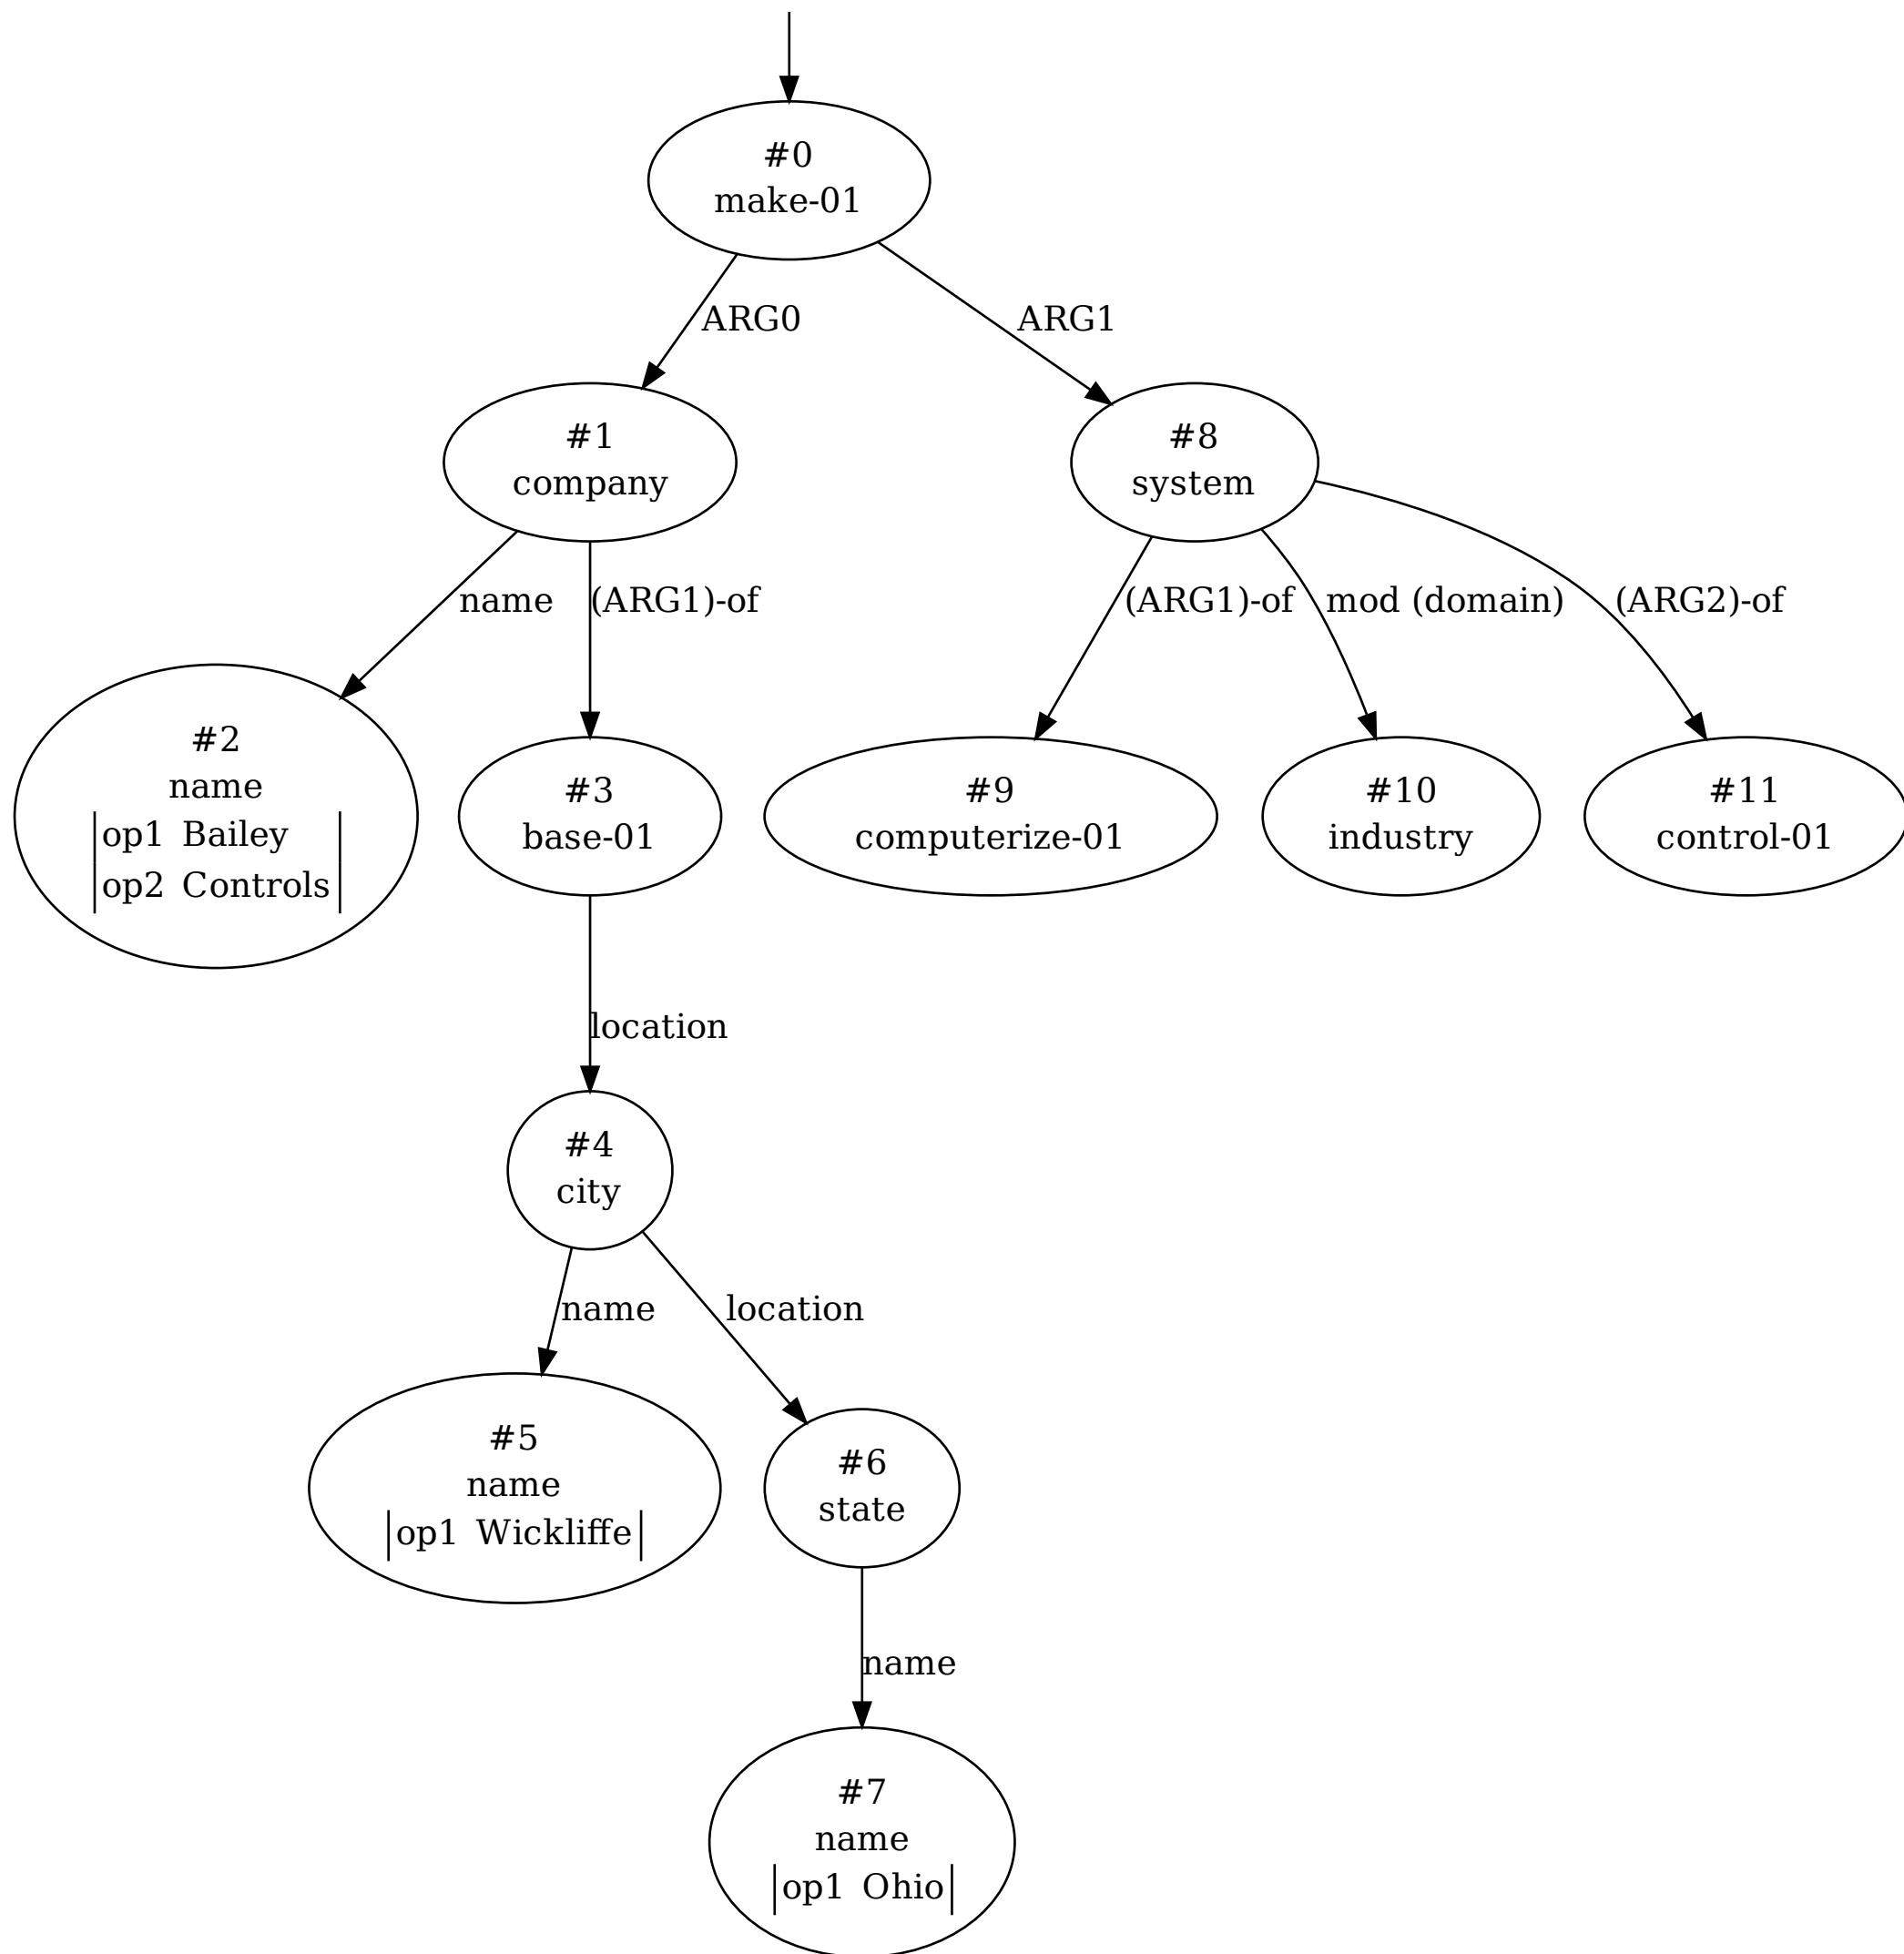 #0
make-01
ARG0
ARG1
#1
company
#8
system
name
(ARG1)-of
(ARG1)-of
mod (domain)
(ARG2)-of
#2
name
op1 Bailey
op2 Controls
#3
base-01
#9
computerize-01
#10
industry
#11
control-01
location
#4
city
name
location
#5
name
op1 Wickliffe
#6
state
name
#7
name
op1 Ohio